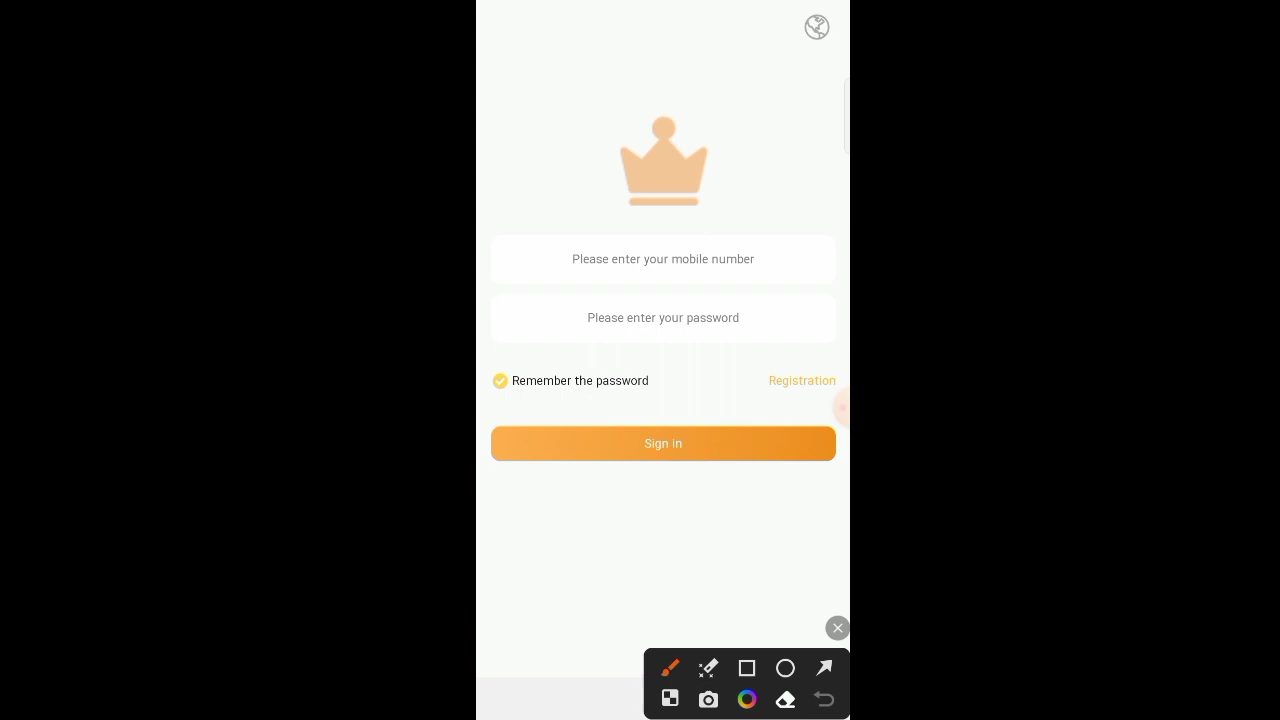 Please enter your mobile number
Please enter your password
Remember the password
Registration
Sign in